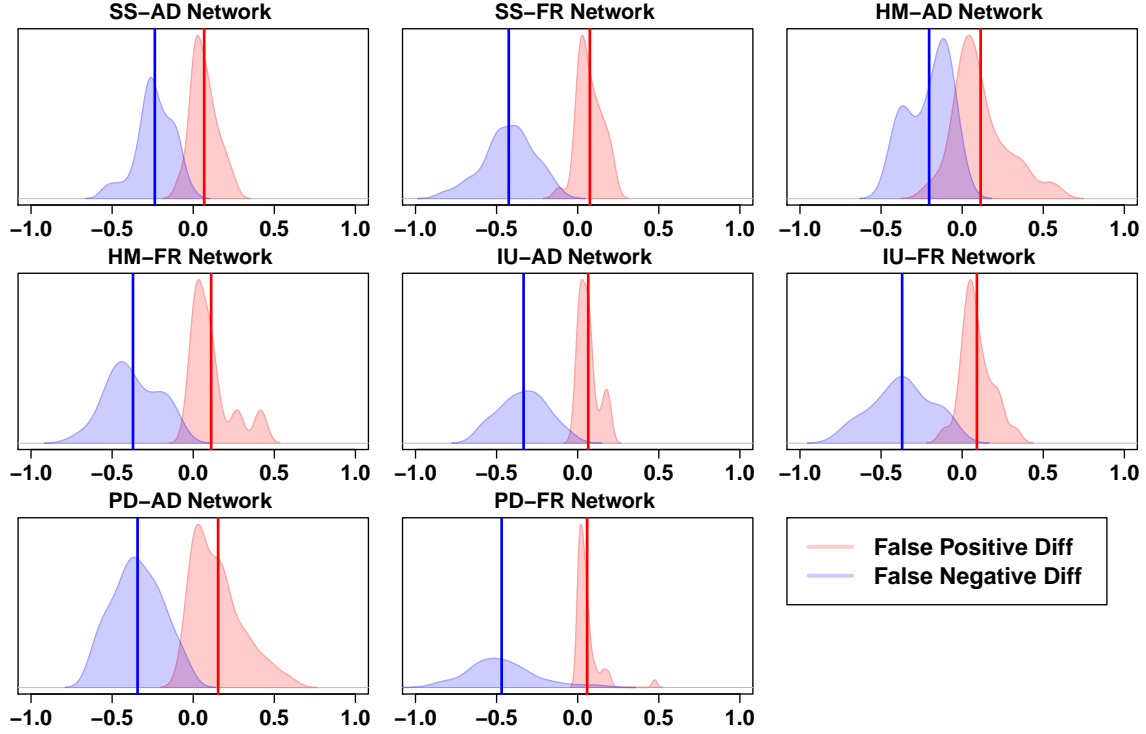 SS−AD Network
SS−FR Network
HM−AD Network
−1.0 −0.5 0.0 0.5 1.0
−1.0 −0.5 0.0 0.5 1.0
−1.0 −0.5 0.0 0.5 1.0
HM−FR Network
IU−AD Network
IU−FR Network
−1.0 −0.5 0.0 0.5 1.0
−1.0 −0.5 0.0 0.5 1.0
−1.0 −0.5 0.0 0.5 1.0
PD−AD Network
PD−FR Network
False Positive Diff
False Negative Diff
−1.0 −0.5 0.0 0.5 1.0
−1.0 −0.5 0.0 0.5 1.0